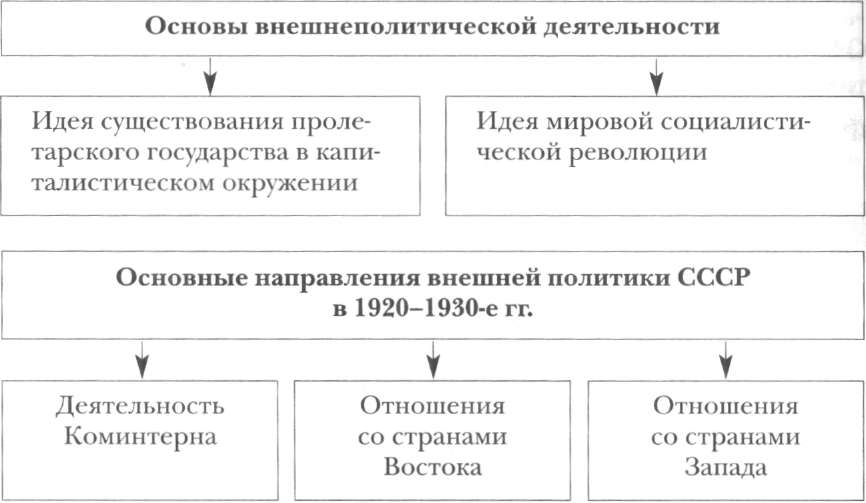 Основы внешнеполитической деятельности
Идея существования проле-
тарского государства в капи-
талистическом окружении
Идея мировой социалисти-
ческой революции
Основные направления внешней политики СССР
в 1920–1930-е гг.
Деятельность
Коминтерна
Отношения
со странами
Востока
Отношения
со странами
Запада